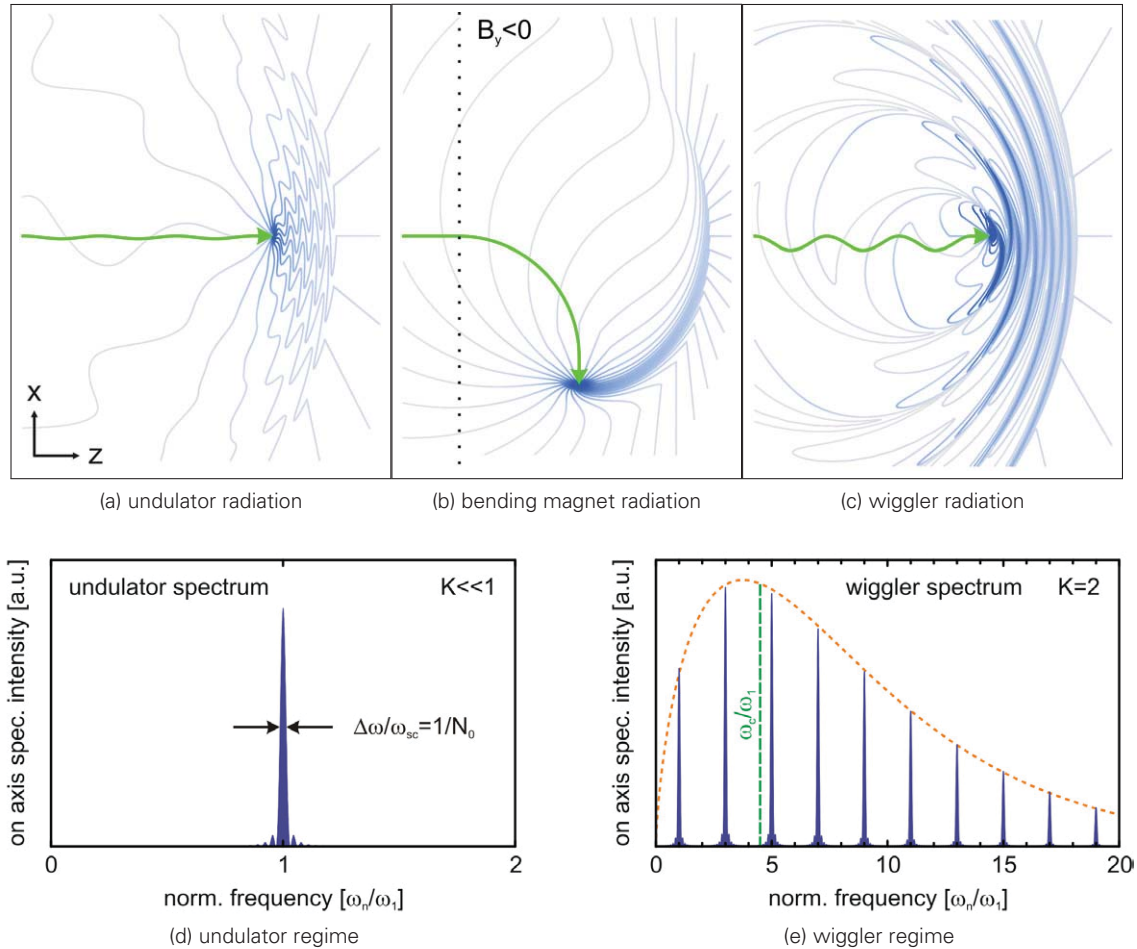 B_y<0
x
z
(a) undulator radiation
(b) bending magnet radiation
(c) wiggler radiation
on axis spec. intensity [a.u.]
undulator spectrum K<<1
Δω/ω_sc=1/N_0
0 1 2
norm. frequency [ω_n/ω_1]
(d) undulator regime
on axis spec. intensity [a.u.]
wiggler spectrum K=2
ω_c/ω_1
0 5 10 15 20
norm. frequency [ω_n/ω_1]
(e) wiggler regime